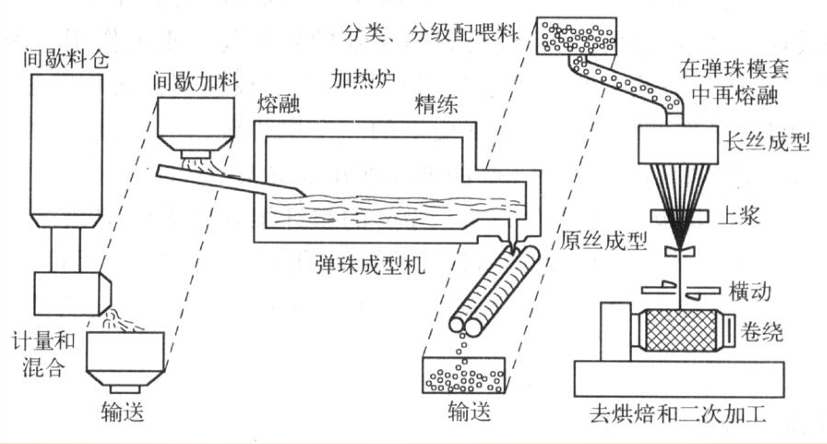 间歇料仓
计量和
混合
输送
间歇加料
加热炉
熔融
精练
弹珠成型机
输送
分类、分级配喂料
在弹珠模套
中再熔融
长丝成型
上浆
原丝成型
横动
卷绕
去烘焙和二次加工